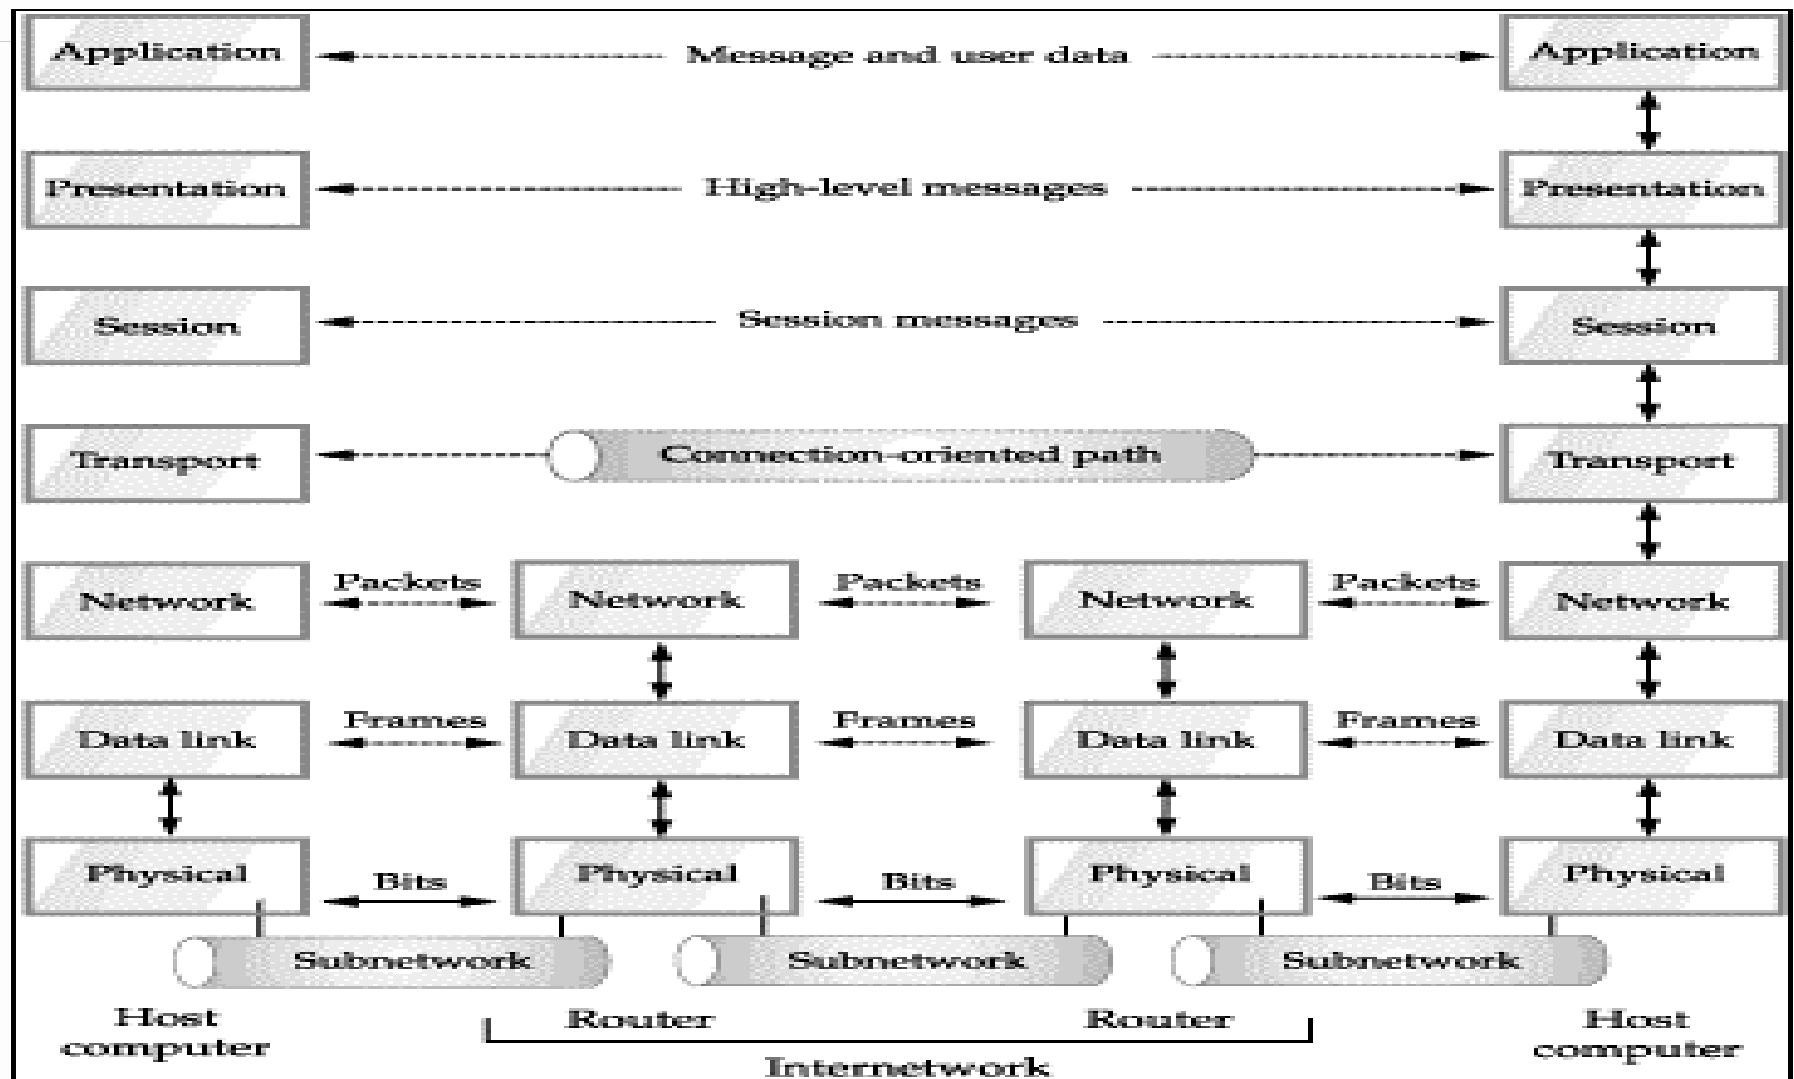 Application Message and user data Application
Presentation High-level messages Presentation
Session Session messages Session
Transport Connection-oriented path Transport
Packets Packets Packets
Network Network Network Network
Frames Frames Frames
Data link Data link Data link Data link
Physical Bits Physical Bits Physical Bits Physical
Subnetwork Subnetwork Subnetwork
Host computer Router Router Host computer
Internetwork